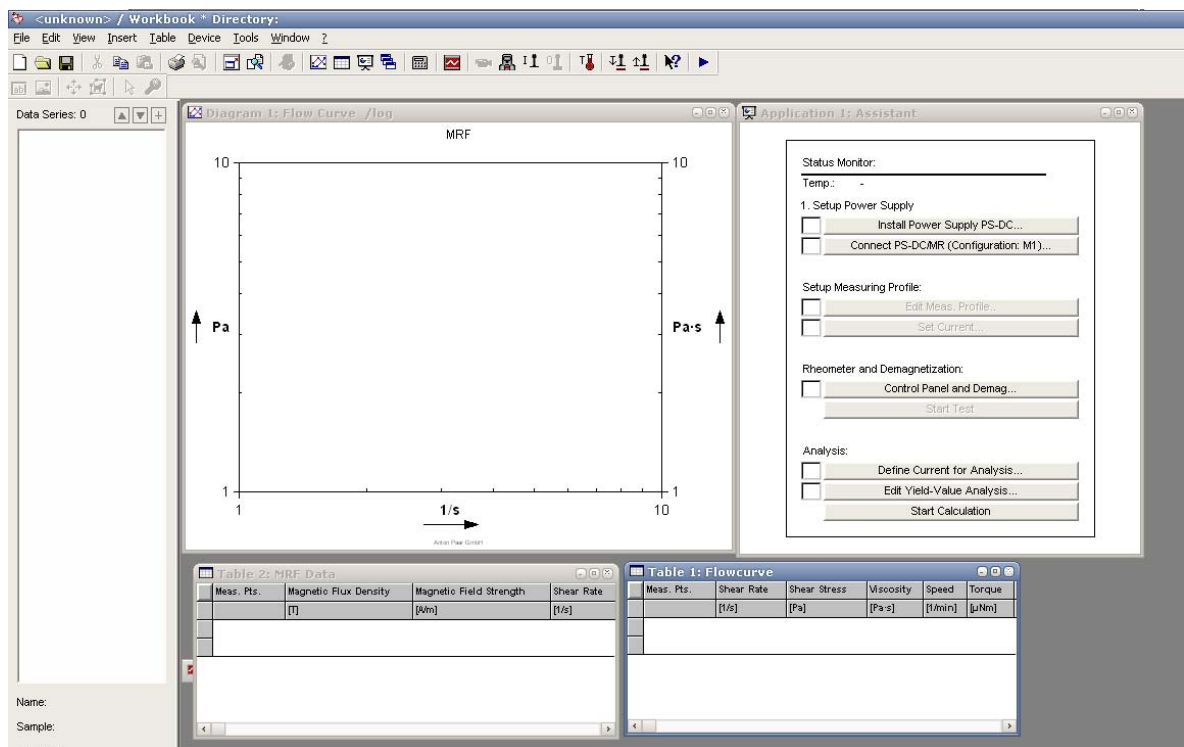 <unknown> / Workbook * Directory:
File Edit View Insert Table Device Tools Window ?
Data Series: 0
Diagram 1: Flow Curve /log
MRF
10
10
Pa
Pa·s
1
1
1
1/s
10
Anton Paar GmbH
Application 1: Assistant
Status Monitor:
Temp.: -
1. Setup Power Supply
Install Power Supply PS-DC...
Connect PS-DC/MR (Configuration: M1)...
Setup Measuring Profile:
Edit Meas. Profile..
Set Current...
Rheometer and Demagnetization:
Control Panel and Demag...
Start Test
Analysis:
Define Current for Analysis...
Edit Yield-Value Analysis...
Start Calculation
Table 2: MRF Data
Meas. Pts. Magnetic Flux Density Magnetic Field Strength Shear Rate
[T] [A/m] [1/s]
Table 1: Flowcurve
Meas. Pts. Shear Rate Shear Stress Viscosity Speed Torque
[1/s] [Pa] [Pa·s] [1/min] [µNm]
Name:
Sample: